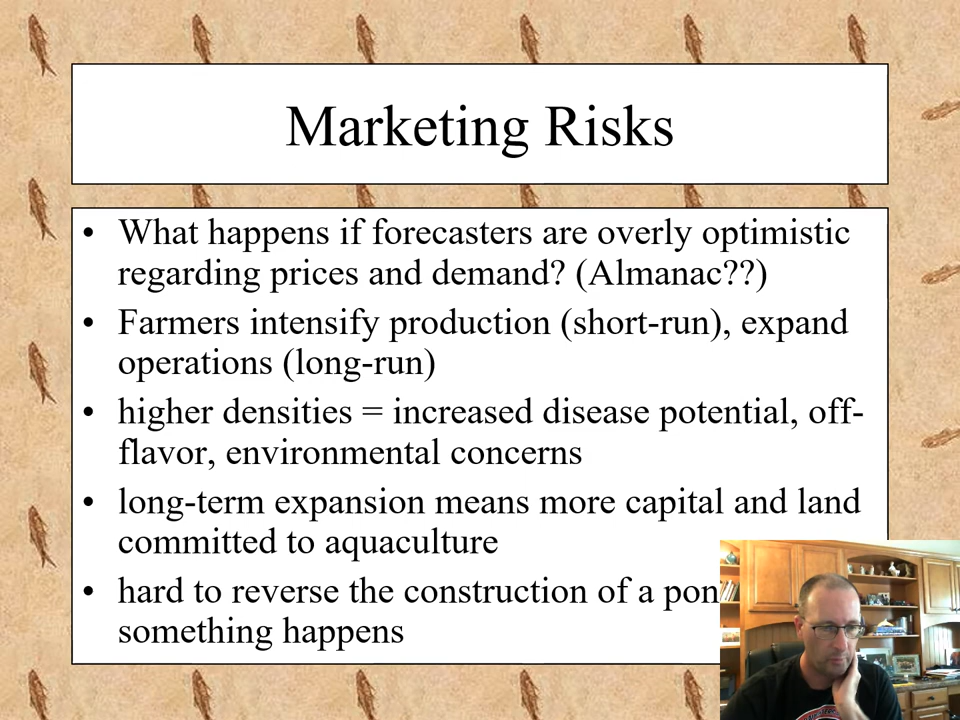 Marketing Risks
• What happens if forecasters are overly optimistic
regarding prices and demand? (Almanac??)
• Farmers intensify production (short-run), expand
operations (long-run)
• higher densities = increased disease potential, off-
flavor, environmental concerns
• long-term expansion means more capital and land
committed to aquaculture
• hard to reverse the construction of a pon
something happens